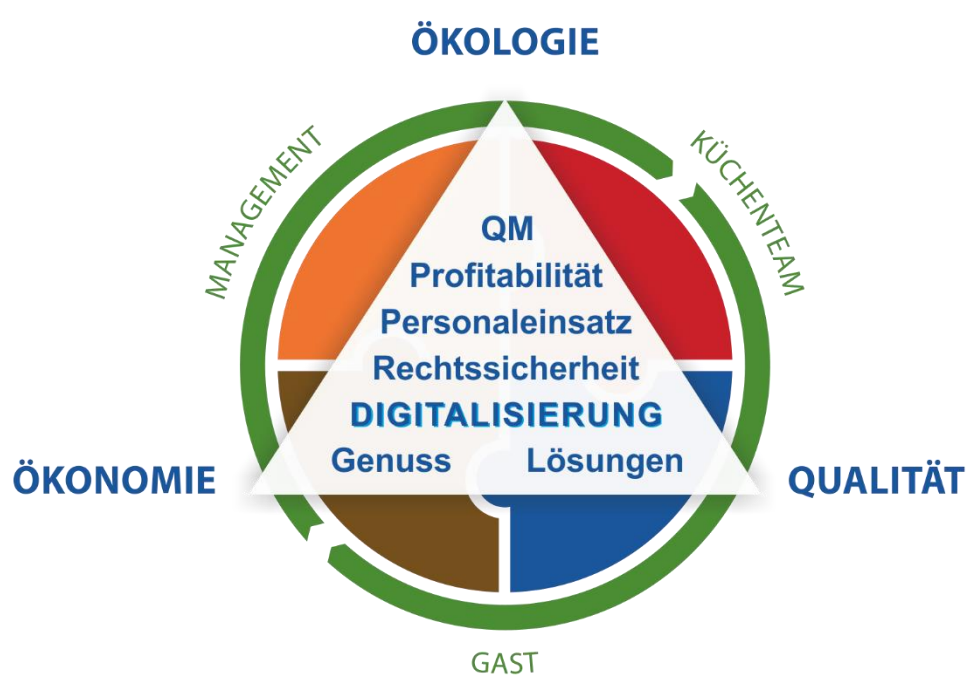 ÖKOLOGIE
MANAGEMENT
KÜCHENTEAM
QM
Profitabilität
Personaleinsatz
Rechtssicherheit
DIGITALISIERUNG
Genuss Lösungen
ÖKONOMIE
QUALITÄT
GAST